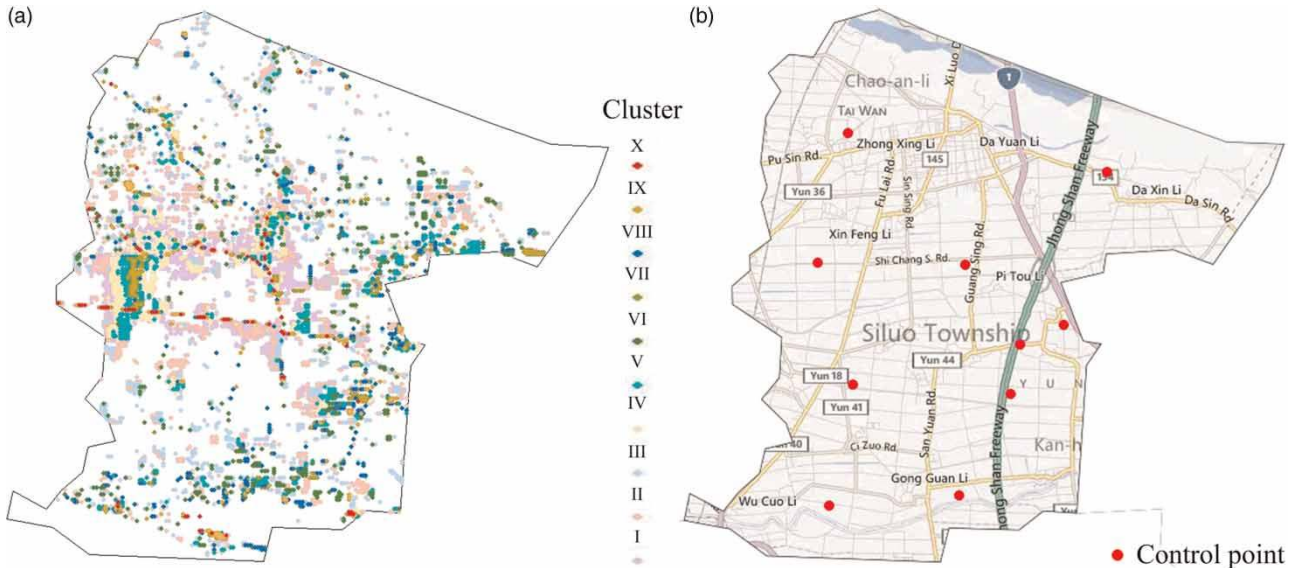 (a)
Cluster
X
IX
VIII
VII
VI
V
IV
III
II
I
(b)
Xi Luo D
1
Chao-an-li
TAI WAN
Zhong Xing Li
Da Yuan Li
145
Pu Sin Rd.
Yun 36
Fu Lai Rd.
Sin Sing Rd
154
Da Xin Li
Da Sin Rd
Xin Feng Li
Shi Chang S. Rd.
Guang Sing Rd.
Pi Tou Li
Jhong Shan Freeway
Siluo Township
Yun 44
Yun 18
Y U N
Yun 41
San Yuan Rd.
Kan-h
Zuo Rd.
Gong Guan Li
Wu Cuo Li
hong Shan Freeway
Control point